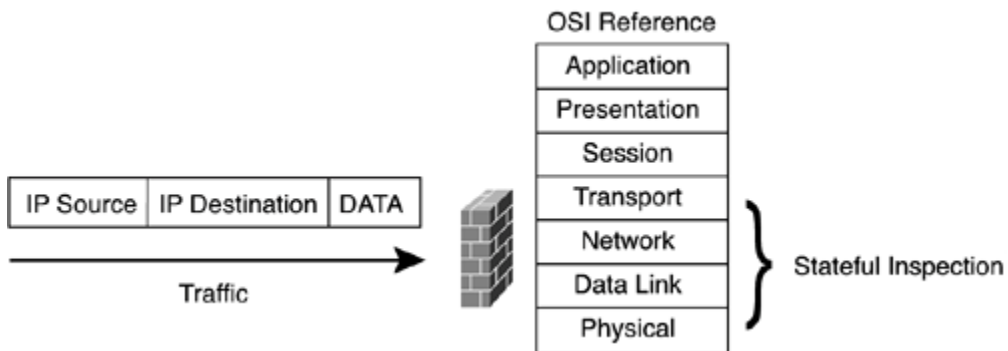 OSI Reference
Application
Presentation
Session
Transport
Network
Data Link
Physical
IP Source
IP Destination
DATA
Traffic
Stateful Inspection